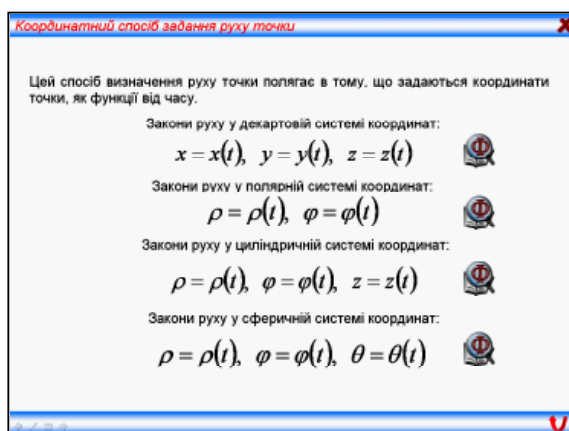 Координатний спосіб задання руху точки
Цей спосіб визначення руху точки полягає в тому, що задаються координати
точки, як функції від часу.
Закони руху у декартовій системі координат:
x = x(t), y = y(t), z = z(t)
Закони руху у полярній системі координат:
ρ = ρ(t), φ = φ(t)
Закони руху у циліндричній системі координат:
ρ = ρ(t), φ = φ(t), z = z(t)
Закони руху у сферичній системі координат:
ρ = ρ(t), φ = φ(t), θ = θ(t)